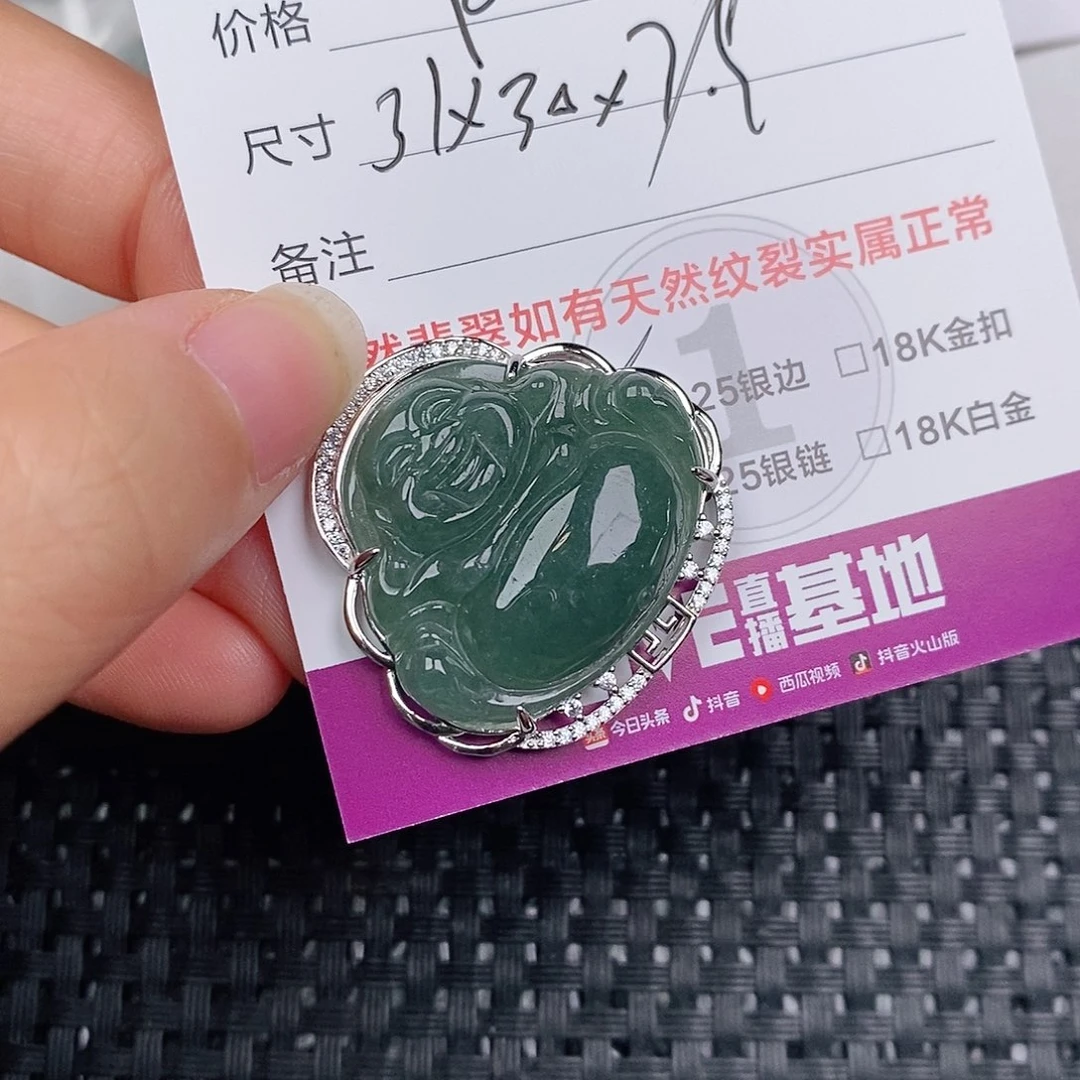 价格
尺寸 31x30x7.5
备注
然翡翠如有天然纹裂实属正常
1
25银边 □18K金扣
25银链 □18K白金
直播基地
今日头条 抖音 西瓜视频 抖音火山版